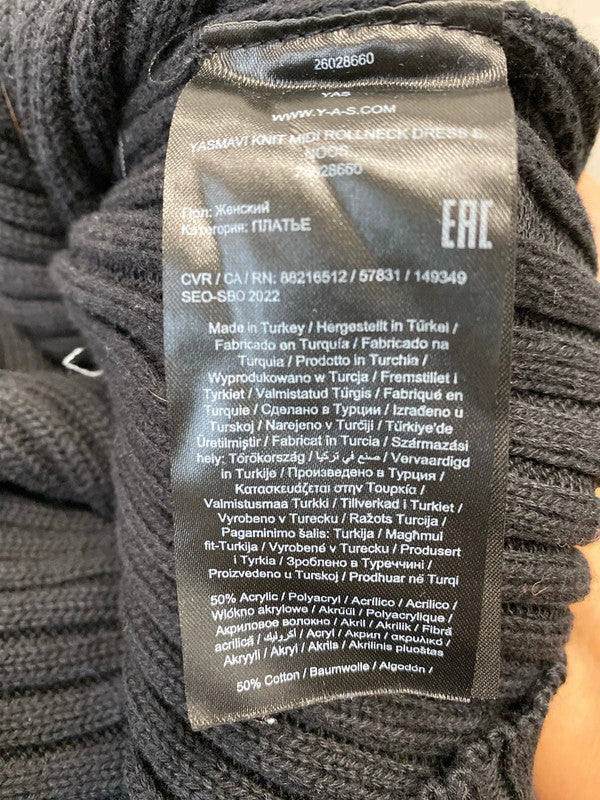 26028660
YAS
WWW.Y-A-S.COM
YASMAVI KNIT MIDI ROLLNECK DRESS S.
NOOS
26028660
Пол: Женский
Категория: ПЛАТЬЕ
EAC
CVR / CA / RN: 88216512 / 57831 / 149349
SEO-SB0 2022
Made in Turkey / Hergestellt in Türkei /
Fabricado en Turquía / Fabricado na
Turquia / Prodotto in Turchia /
Wyprodukowano w Turcja / Fremstillet i
Tyrkiet / Valmistatud Türgis / Fabriqué en
Turquie / Сделано в Турции / Izrađeno u
Turskoj / Narejeno v Turčiji / Türkiye'de
Üretilmiştir / Fabricat in Turcia / Származási
hely: Törökország / صنع في تركيا / Vervaardigd
in Turkije / Произведено в Турция /
Κατασκευάζεται στην Τουρκία /
Valmistusmaa Turkki / Tillverkad i Turkiet /
Vyrobeno v Turecku / Ražots Turcija /
Pagaminimo šalis: Turkija / Magħmul
fit-Turkija / Vyrobené v Turecku / Produsert
i Tyrkia / Зроблено в Туреччині /
Proizvedeno u Turskoj / Prodhuar në Turqi
50% Acrylic / Polyacryl / Acrílico / Acrilico /
Włókno akrylowe / Akrüül / Polyacrylique /
Акриловое волокно / Akril / Akrilik / Fibră
acrilică / أكريليك / Acryl / Акрил / ακρυλικό /
Akryyli / Akryl / Akrils / Akrilinis pluoštas
50% Cotton / Baumwolle / Algodón /